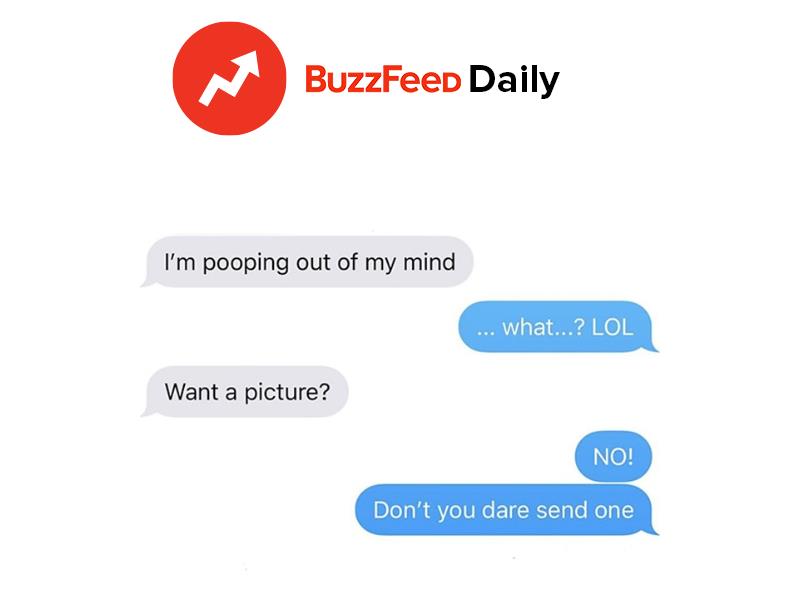 BuzzFeed Daily
I’m pooping out of my mind
... what...? LOL
Want a picture?
NO!
Don’t you dare send one